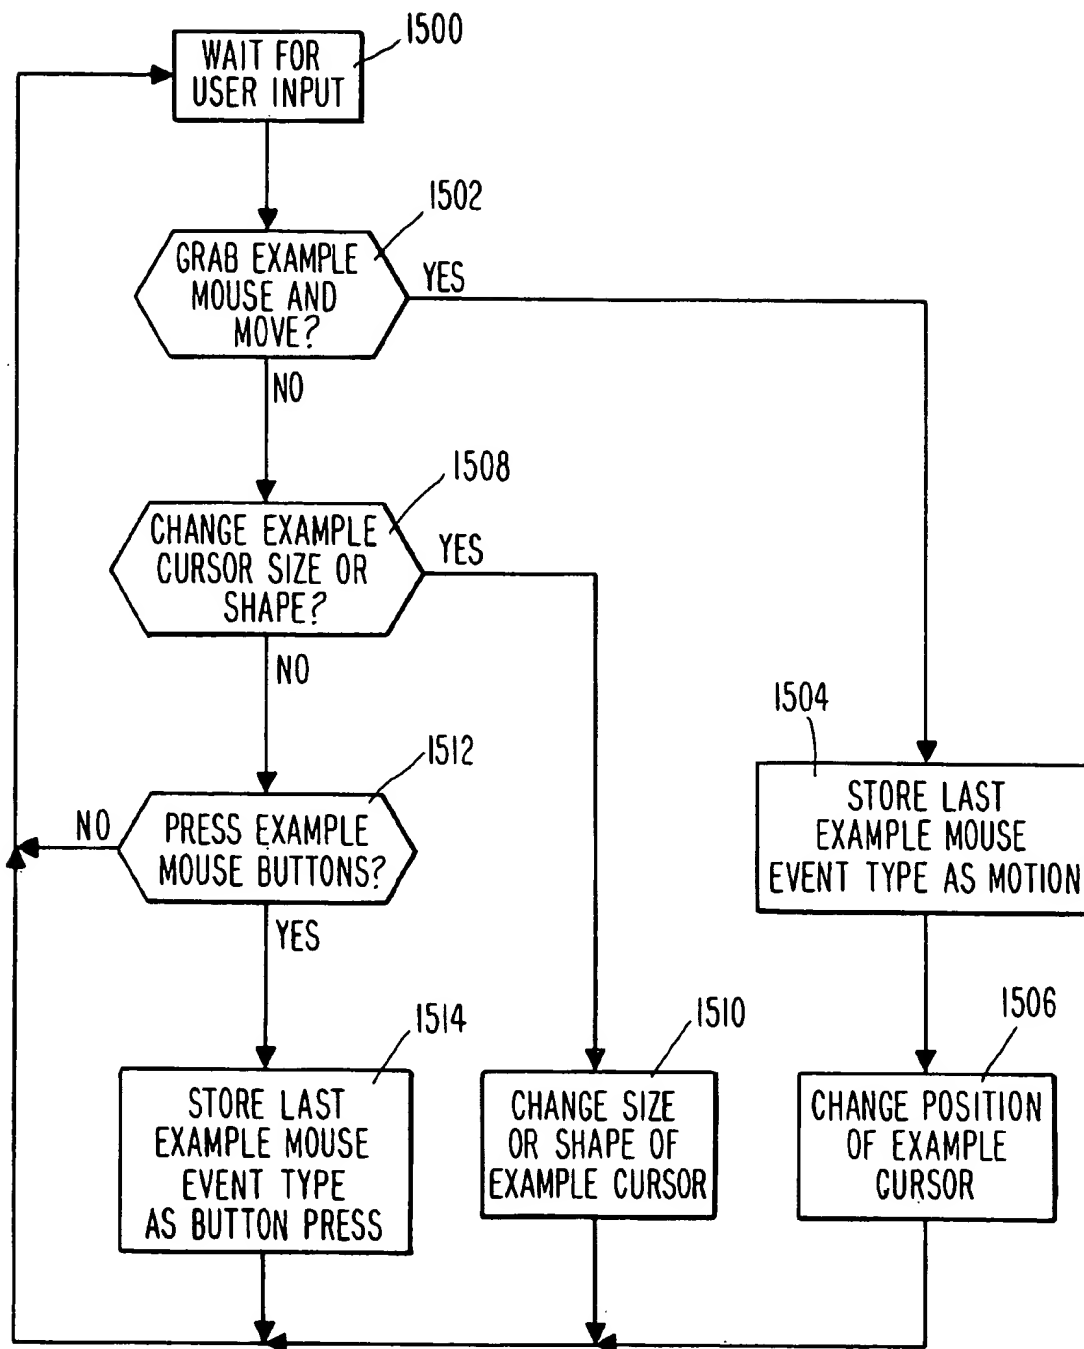 1500
WAIT FOR
USER INPUT
1502
GRAB EXAMPLE
MOUSE AND
MOVE?
YES
NO
1508
CHANGE EXAMPLE
CURSOR SIZE OR
SHAPE?
YES
NO
1504
STORE LAST
EXAMPLE MOUSE
EVENT TYPE AS MOTION
1512
PRESS EXAMPLE
MOUSE BUTTONS?
NO
YES
1514
STORE LAST
EXAMPLE MOUSE
EVENT TYPE
AS BUTTON PRESS
1510
CHANGE SIZE
OR SHAPE OF
EXAMPLE CURSOR
1506
CHANGE POSITION
OF EXAMPLE
CURSOR